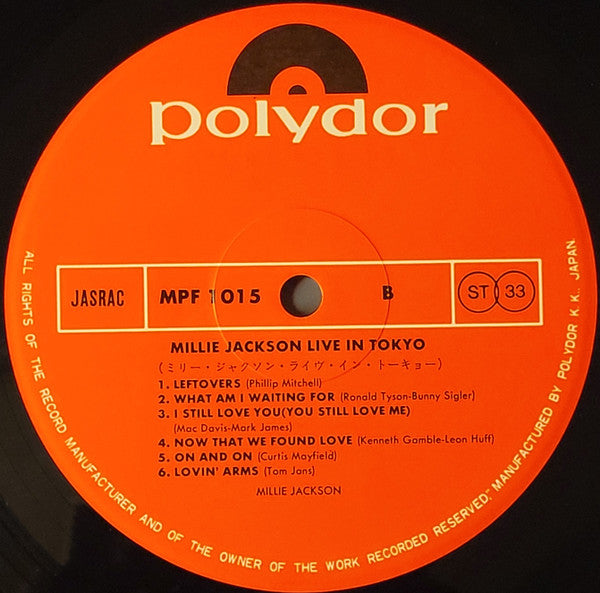 polydor
JASRAC
MPF 1015
B
ST 33
MILLIE JACKSON LIVE IN TOKYO
(ミリー・ジャクソン・ライヴ・イン・トーキョー)
1. LEFTOVERS (Phillip Mitchell)
2. WHAT AM I WAITING FOR (Ronald Tyson-Bunny Sigler)
3. I STILL LOVE YOU(YOU STILL LOVE ME)
(Mac Davis-Mark James)
4. NOW THAT WE FOUND LOVE (Kenneth Gamble-Leon Huff)
5. ON AND ON (Curtis Mayfield)
6. LOVIN' ARMS (Tom Jans)
MILLIE JACKSON
ALL RIGHTS OF THE RECORD MANUFACTURER AND OF THE OWNER OF THE WORK RECORDED RESERVED; MANUFACTURED BY POLYDOR K.K., JAPAN.